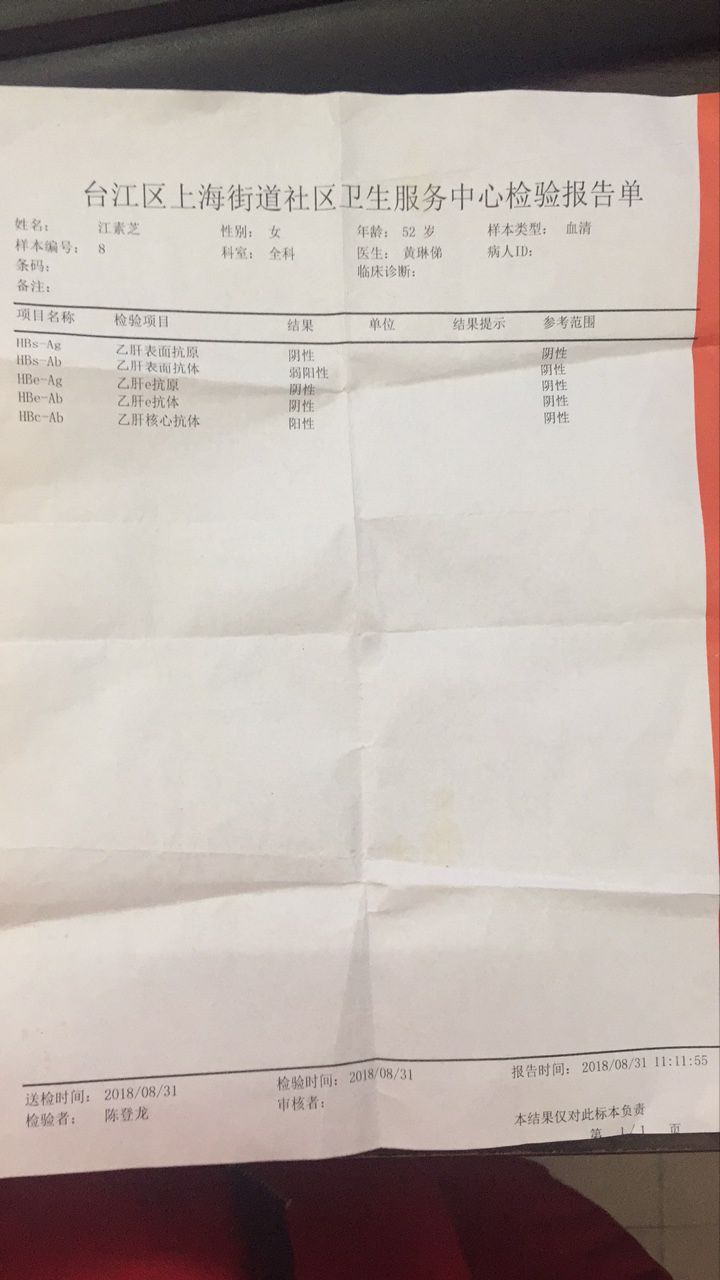 台江区上海街道社区卫生服务中心检验报告单
姓名： 江素芝 性别： 女 年龄： 52 岁 样本类型： 血清
样本编号： 8 科室： 全科 医生： 黄琳俤 病人ID：
条码： 临床诊断：
备注：
项目名称 检验项目 结果 单位 结果提示 参考范围
HBs-Ag 乙肝表面抗原 阴性 阴性
HBs-Ab 乙肝表面抗体 弱阳性 阴性
HBe-Ag 乙肝e抗原 阴性 阴性
HBe-Ab 乙肝e抗体 阴性 阴性
HBc-Ab 乙肝核心抗体 阳性 阴性
送检时间： 2018/08/31 检验时间： 2018/08/31 报告时间： 2018/08/31 11:11:55
检验者： 陈登龙 审核者： 本结果仅对此标本负责
第 1/1 页